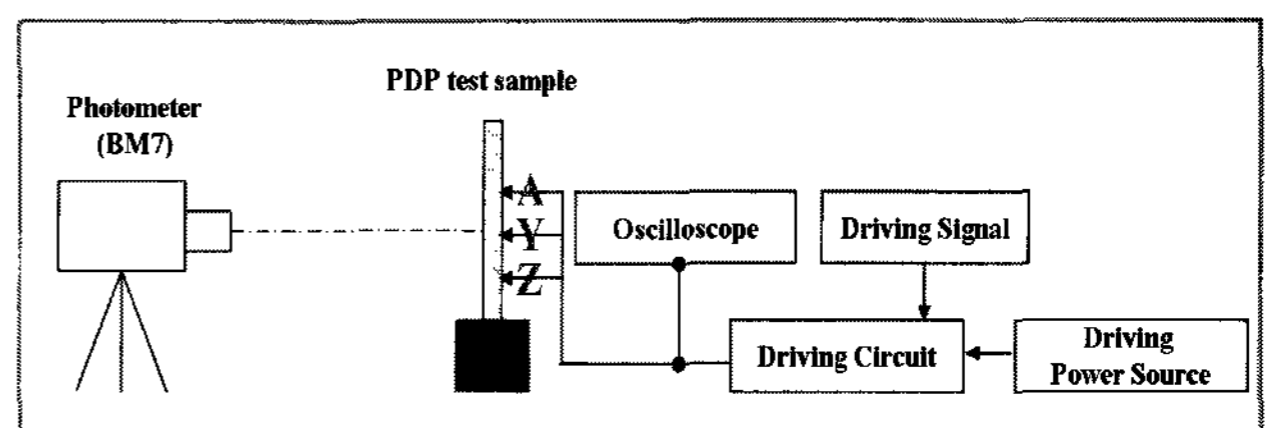 PDP test sample
Photometer
(BM7)
A
Y
Z
Oscilloscope
Driving Signal
Driving Circuit
Driving
Power Source